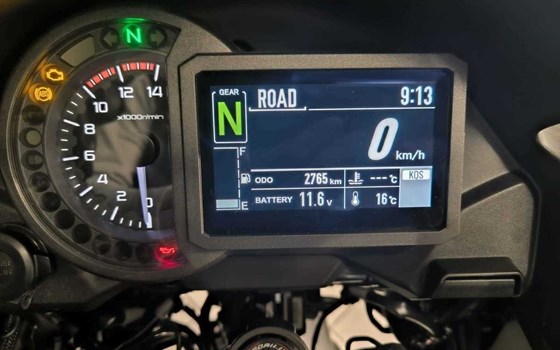 N
14
12
10
8
6
4
2
0
x1000r/min
GEAR
N
ROAD
9:13
0 km/h
F
E
ODO 2765 km
--- °C
KQS
BATTERY 11.6 V
16 °C